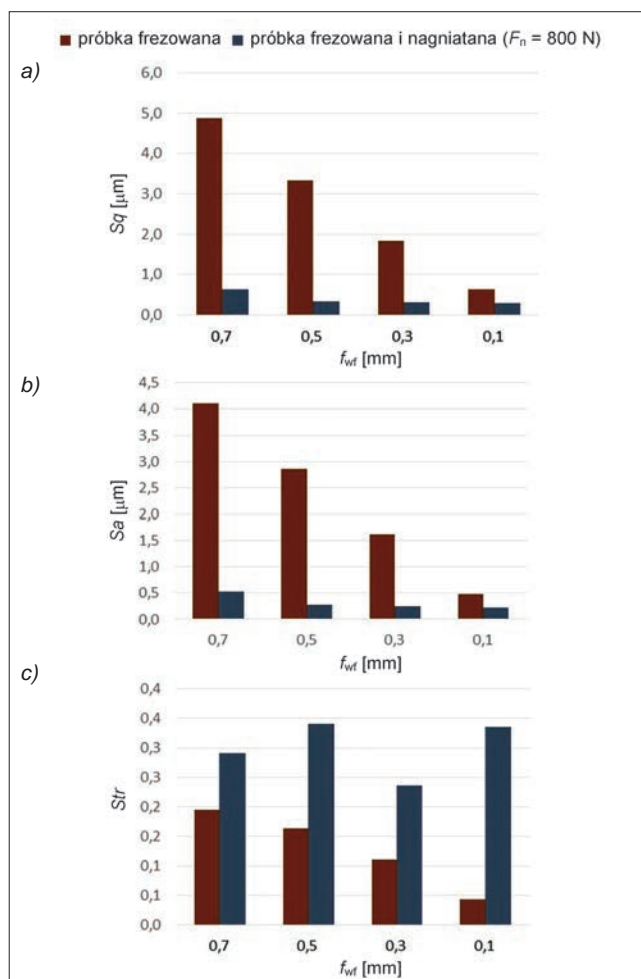 próbka frezowana próbka frezowana i nagniatana (Fn = 800 N)
a)
6,0
5,0
4,0
3,0
2,0
1,0
0,0
Sq [μm]
0,7 0,5 0,3 0,1
fwf [mm]
b)
4,5
4,0
3,5
3,0
2,5
2,0
1,5
1,0
0,5
0,0
Sa [μm]
0,7 0,5 0,3 0,1
fwf [mm]
c)
0,4
0,4
0,3
0,3
0,2
0,2
0,1
0,1
0,0
Str
0,7 0,5 0,3 0,1
fwf [mm]